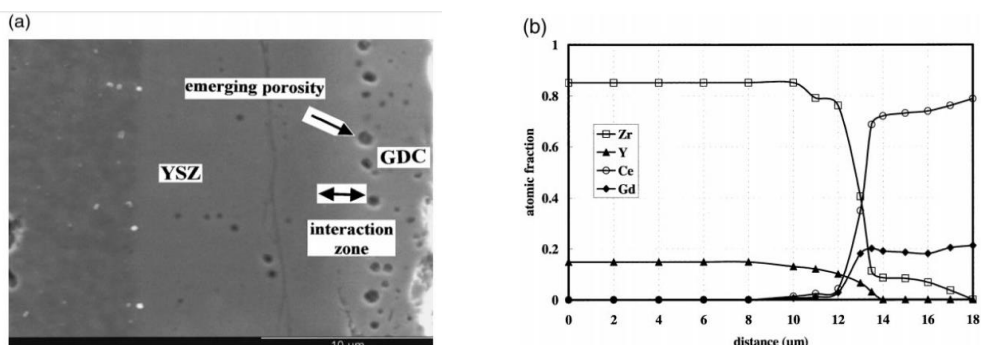 (a)
emerging porosity
GDC
YSZ
interaction
zone
10 µm
(b)
1
0.8
0.6
0.4
0.2
0
atomic fraction
Zr
Y
Ce
Gd
0 2 4 6 8 10 12 14 16 18
distance (µm)